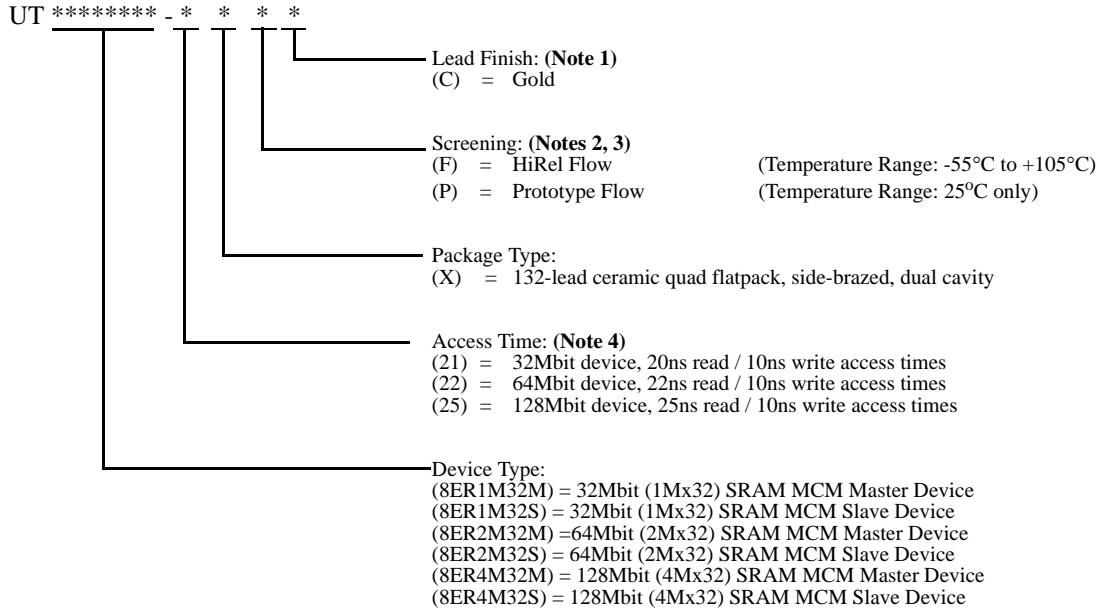 UT ******** - * * * *
Lead Finish: (Note 1)
(C) = Gold
Screening: (Notes 2, 3)
(F) = HiRel Flow (Temperature Range: -55°C to +105°C)
(P) = Prototype Flow (Temperature Range: 25°C only)
Package Type:
(X) = 132-lead ceramic quad flatpack, side-brazed, dual cavity
Access Time: (Note 4)
(21) = 32Mbit device, 20ns read / 10ns write access times
(22) = 64Mbit device, 22ns read / 10ns write access times
(25) = 128Mbit device, 25ns read / 10ns write access times
Device Type:
(8ER1M32M) = 32Mbit (1Mx32) SRAM MCM Master Device
(8ER1M32S) = 32Mbit (1Mx32) SRAM MCM Slave Device
(8ER2M32M) =64Mbit (2Mx32) SRAM MCM Master Device
(8ER2M32S) = 64Mbit (2Mx32) SRAM MCM Slave Device
(8ER4M32M) = 128Mbit (4Mx32) SRAM MCM Master Device
(8ER4M32S) = 128Mbit (4Mx32) SRAM MCM Slave Device